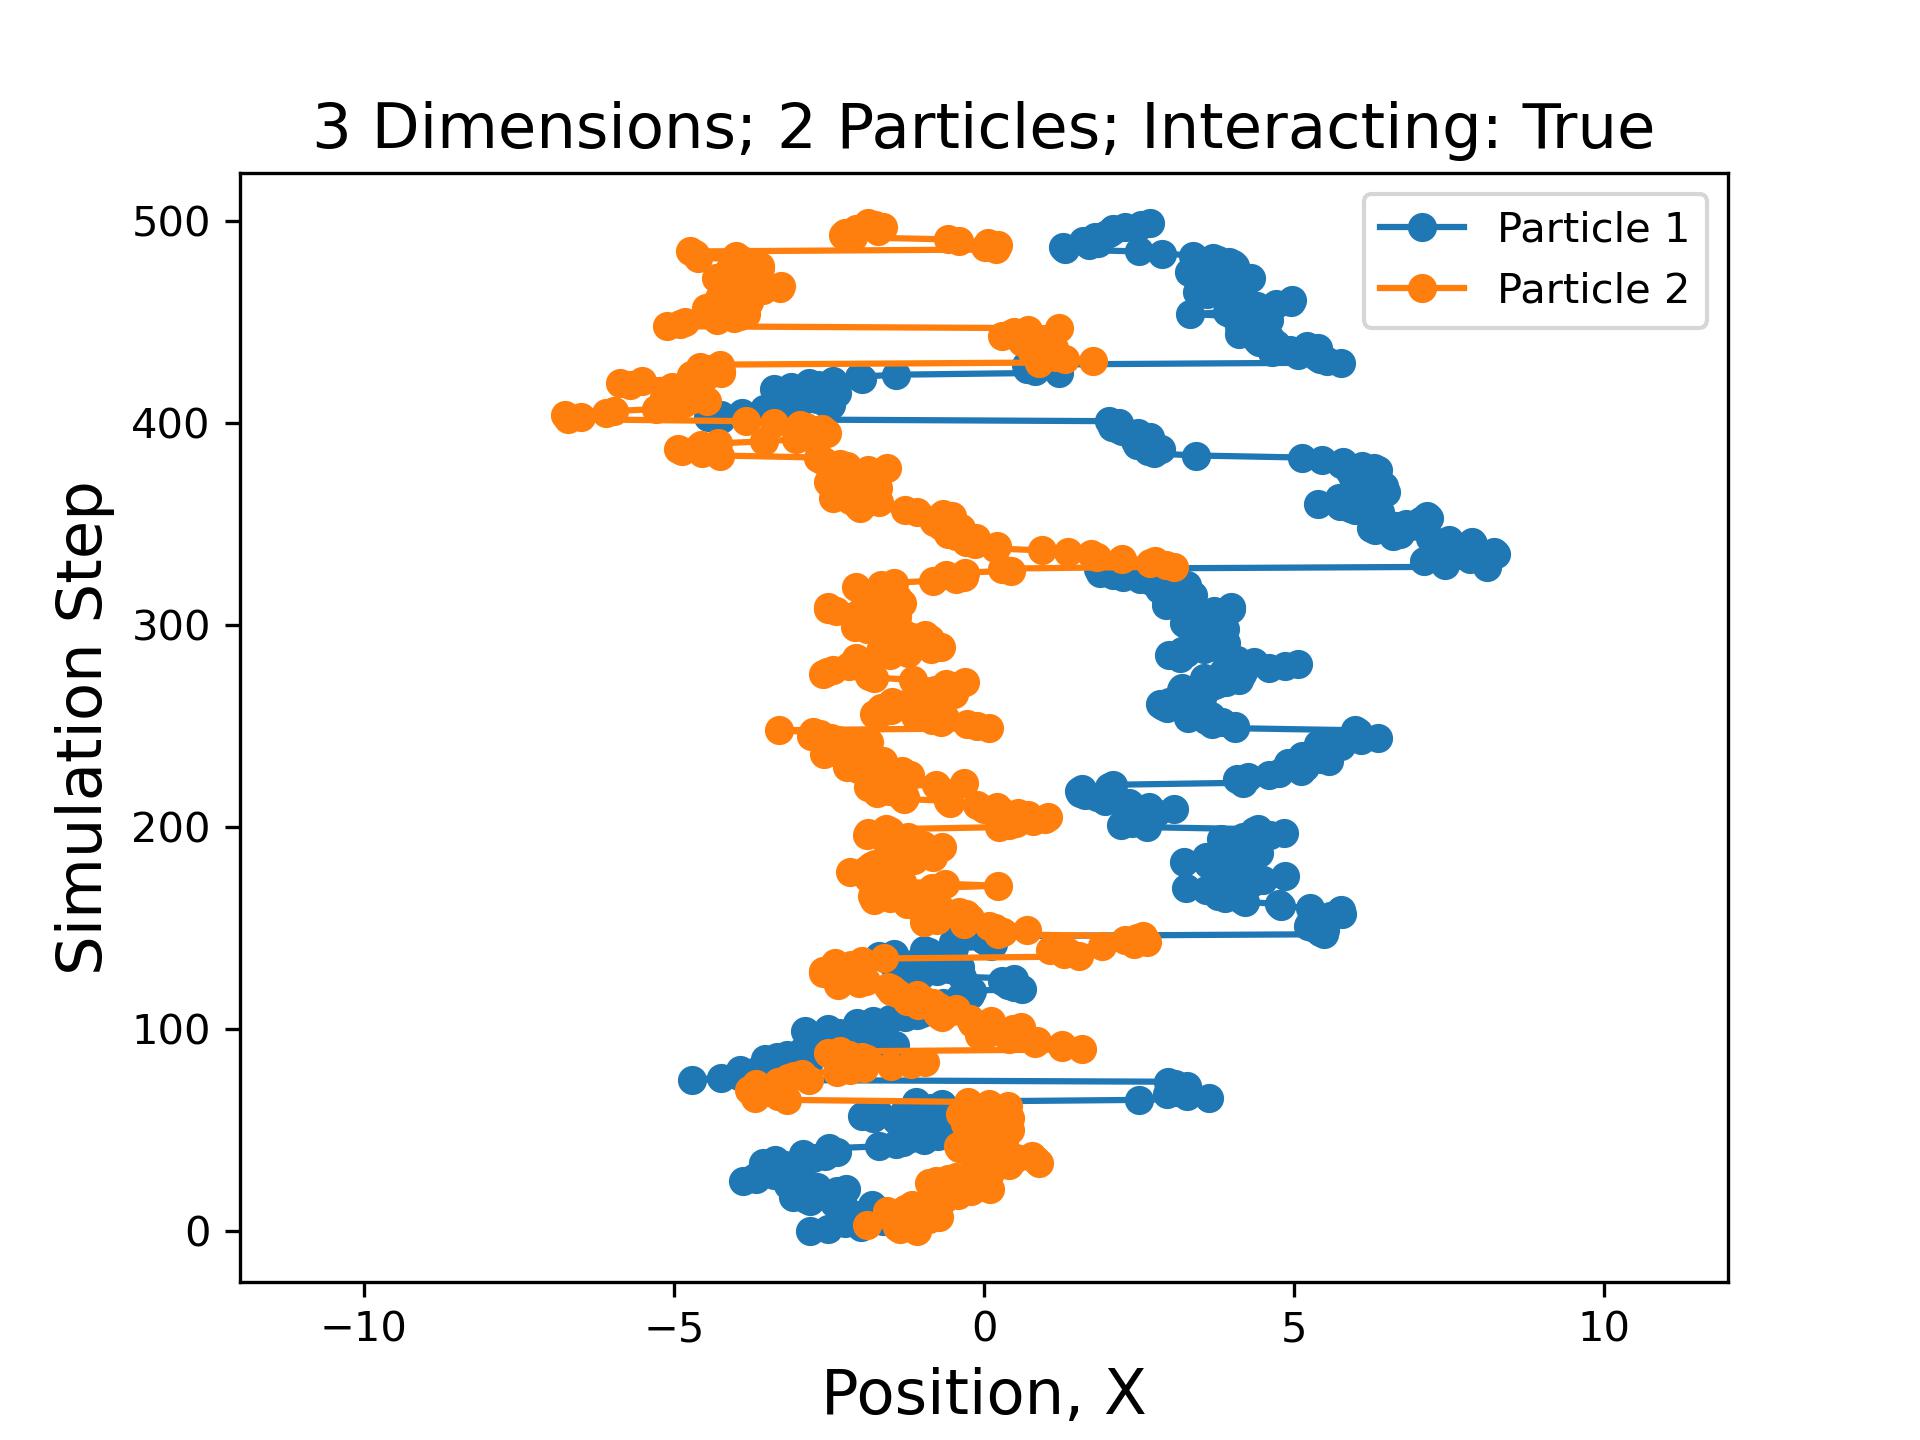 3 Dimensions; 2 Particles; Interacting: True
Particle 1
Particle 2
Simulation Step
500
400
300
200
100
0
−10
−5
0
5
10
Position, X